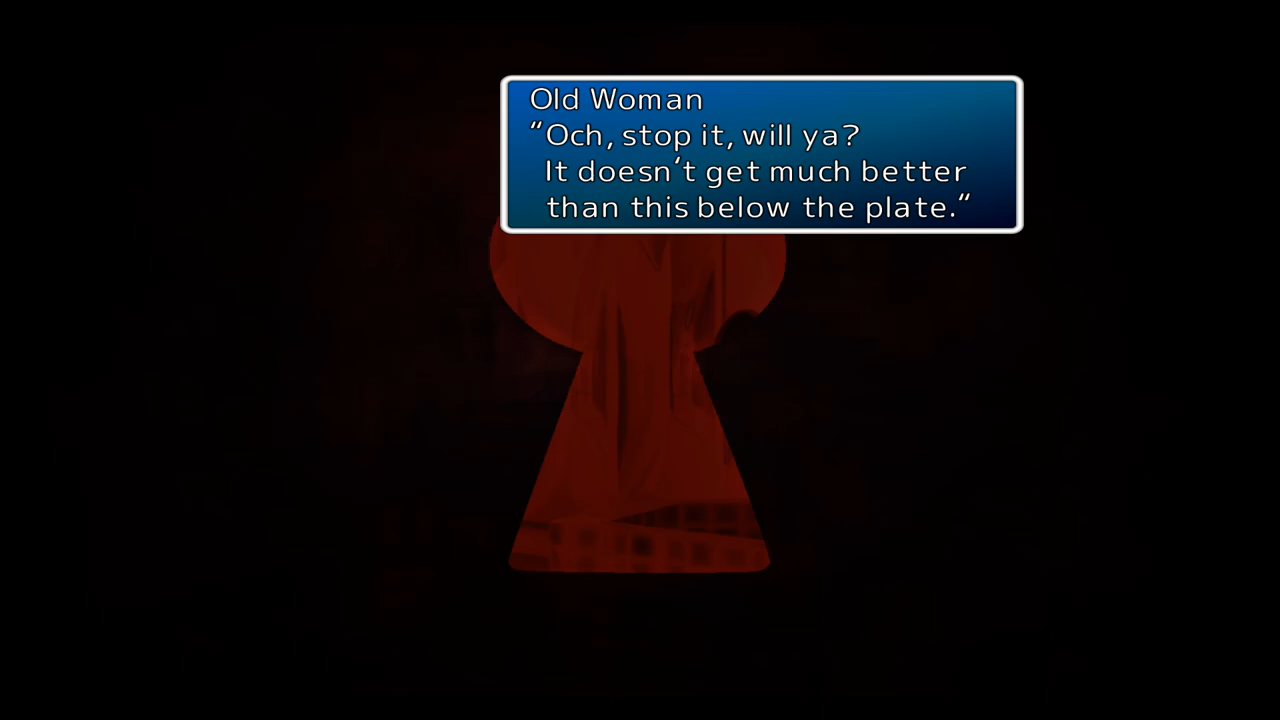 Old Woman
“Och, stop it, will ya?
It doesn‘t get much better
than this below the plate.“